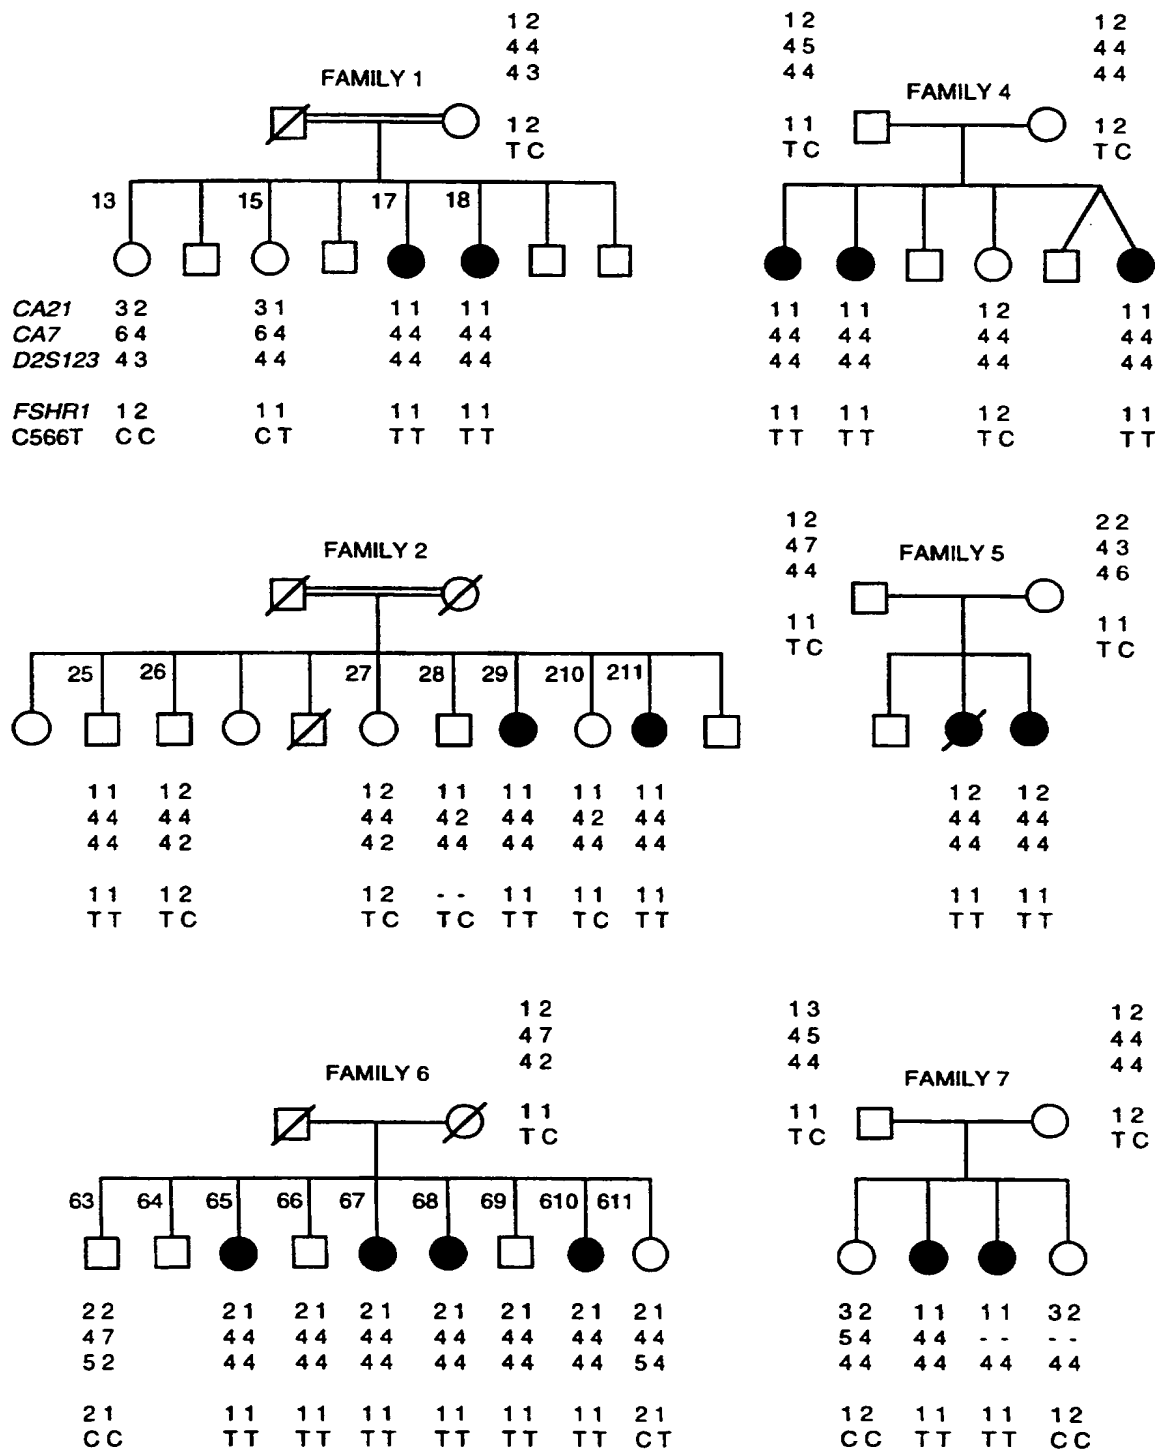 1 2 1 2 1 2
4 4 4 5 4 4
4 3 4 4 4 4
FAMILY 1 FAMILY 4
1 2 1 1 1 2
T C T C T C
13 15 17 18
CA21 3 2 3 1 1 1 1 1 1 1 1 1 1 2 1 1
CA7 6 4 6 4 4 4 4 4 4 4 4 4 4 4 4 4
D2S123 4 3 4 4 4 4 4 4 4 4 4 4 4 4 4 4
FSHR1 1 2 1 1 1 1 1 1 1 1 1 1 1 2 1 1
C566T C C C T T T T T T T T T T C T T
1 2 2 2
FAMILY 2 4 7 FAMILY 5 4 3
4 4 4 6
1 1 1 1
T C T C
25 26 27 28 29 210 211
1 1 1 2 1 2 1 1 1 1 1 1 1 1 1 2 1 2
4 4 4 4 4 4 4 2 4 4 4 2 4 4 4 4 4 4
4 4 4 2 4 2 4 4 4 4 4 4 4 4 4 4 4 4
1 1 1 2 1 2 - - 1 1 1 1 1 1 1 1 1 1
T T T C T C T C T T T C T T T T T T
1 2 1 3 1 2
4 7 4 5 4 4
4 2 4 4 4 4
FAMILY 6 FAMILY 7
1 1 1 1 1 2
T C T C T C
63 64 65 66 67 68 69 610 611
2 2 2 1 2 1 2 1 2 1 2 1 2 1 2 1 3 2 1 1 1 1 3 2
4 7 4 4 4 4 4 4 4 4 4 4 4 4 4 4 5 4 4 4 - - - -
5 2 4 4 4 4 4 4 4 4 4 4 4 4 5 4 4 4 4 4 4 4 4 4
2 1 1 1 1 1 1 1 1 1 1 1 1 1 2 1 1 2 1 1 1 1 1 2
C C T T T T T T T T T T T T C T C C T T T T C C